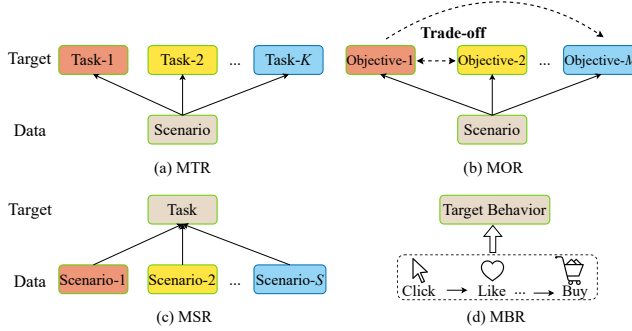 Target Task-1 Task-2 ... Task-K
Data Scenario
(a) MTR
Trade-off
Objective-1 Objective-2 ... Objective-M
Scenario
(b) MOR
Target Task
Data Scenario-1 Scenario-2 ... Scenario-S
(c) MSR
Target Behavior
Click Like ... Buy
(d) MBR